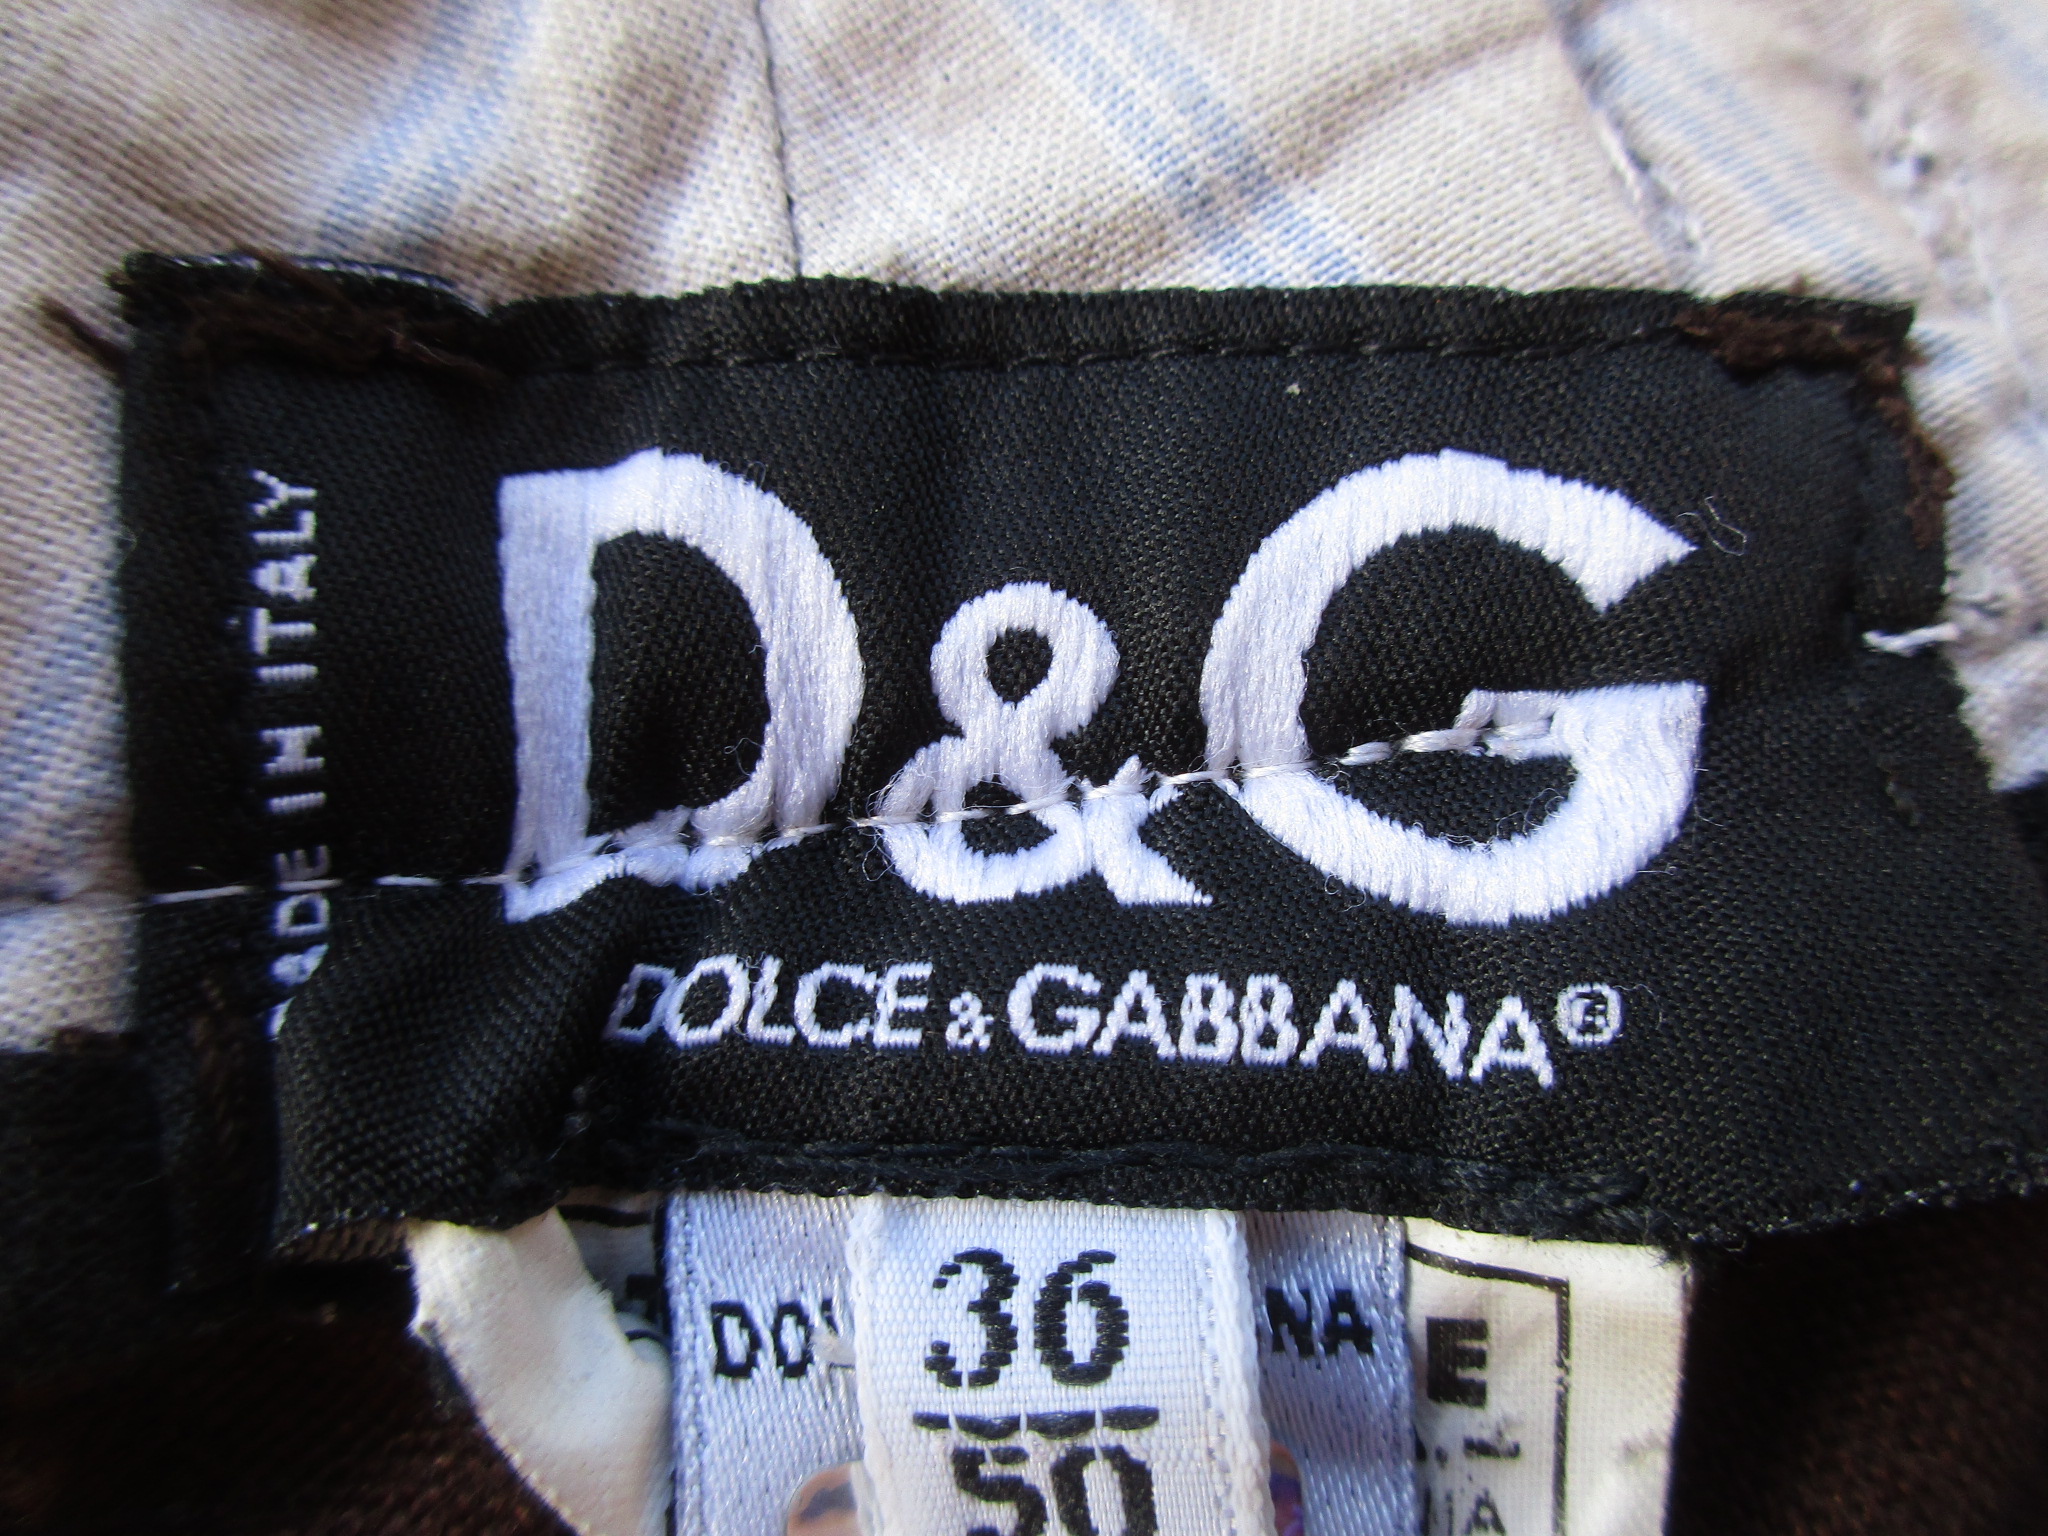 MADE IN ITALY
D&G
DOLCE & GABBANA®
36
50